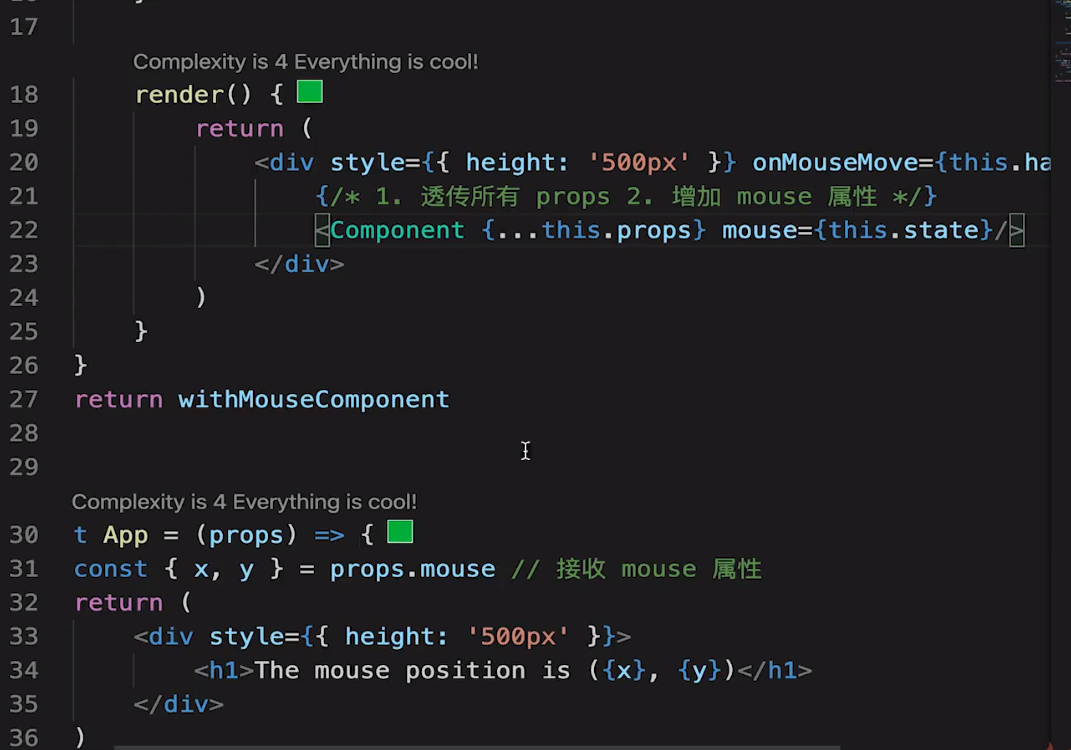 17
Complexity is 4 Everything is cool!
18 render() {
19 return (
20 <div style={{ height: '500px' }} onMouseMove={this.ha
21 {/* 1. 透传所有 props 2. 增加 mouse 属性 */}
22 <Component {...this.props} mouse={this.state}/>
23 </div>
24 )
25 }
26 }
27 return withMouseComponent
28
29
Complexity is 4 Everything is cool!
30 t App = (props) => {
31 const { x, y } = props.mouse // 接收 mouse 属性
32 return (
33 <div style={{ height: '500px' }}>
34 <h1>The mouse position is ({x}, {y})</h1>
35 </div>
36 )